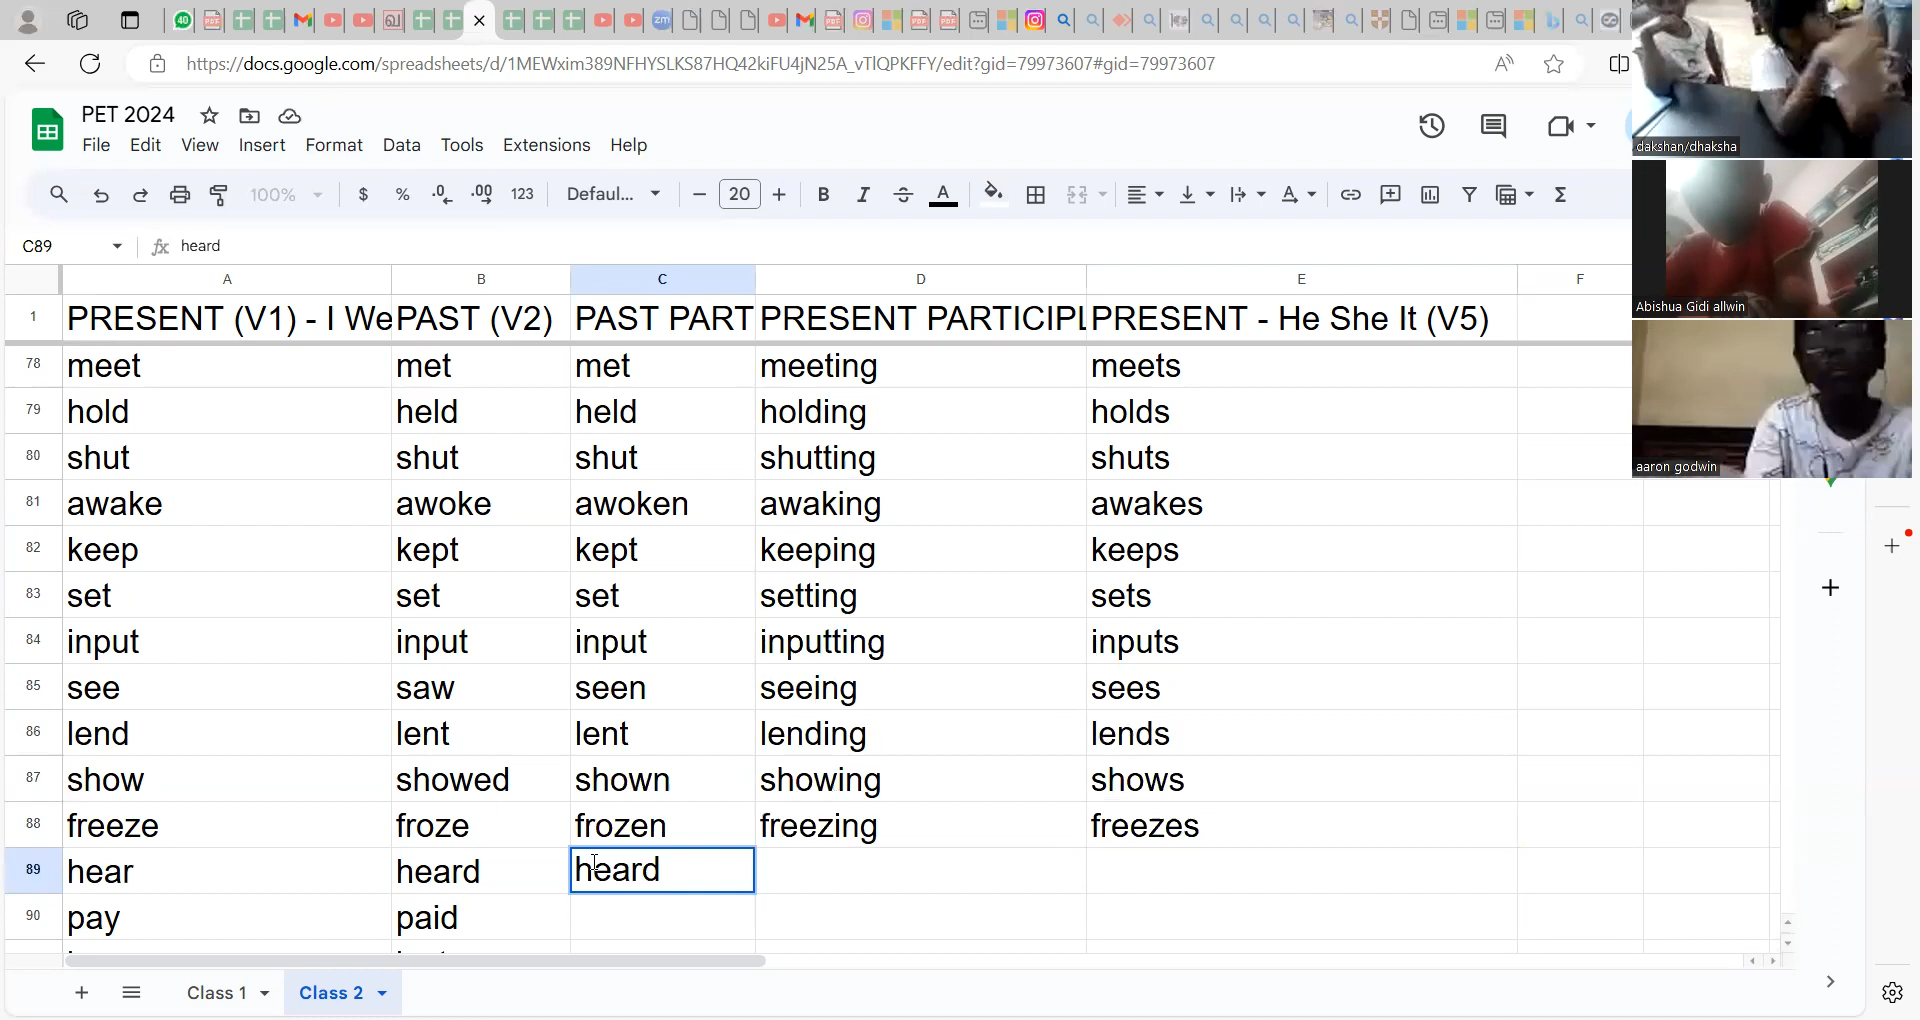 https://docs.google.com/spreadsheets/d/1MEWxim389NFHYSLKS87HQ42kiFU4jN25A_vTlQPKFFY/edit?gid=79973607#gid=79973607
PET 2024
File Edit View Insert Format Data Tools Extensions Help
100% $ % .0 .00 123 Defaul... 20 B I S A
C89 fx heard
A B C D E F
1 PRESENT (V1) - I We PAST (V2) PAST PART PRESENT PARTICIPL PRESENT - He She It (V5)
78 meet met met meeting meets
79 hold held held holding holds
80 shut shut shut shutting shuts
81 awake awoke awoken awaking awakes
82 keep kept kept keeping keeps
83 set set set setting sets
84 input input input inputting inputs
85 see saw seen seeing sees
86 lend lent lent lending lends
87 show showed shown showing shows
88 freeze froze frozen freezing freezes
89 hear heard heard
90 pay paid
Class 1 Class 2
dakshan/dhaksha
Abishua Gidi allwin
aaron godwin